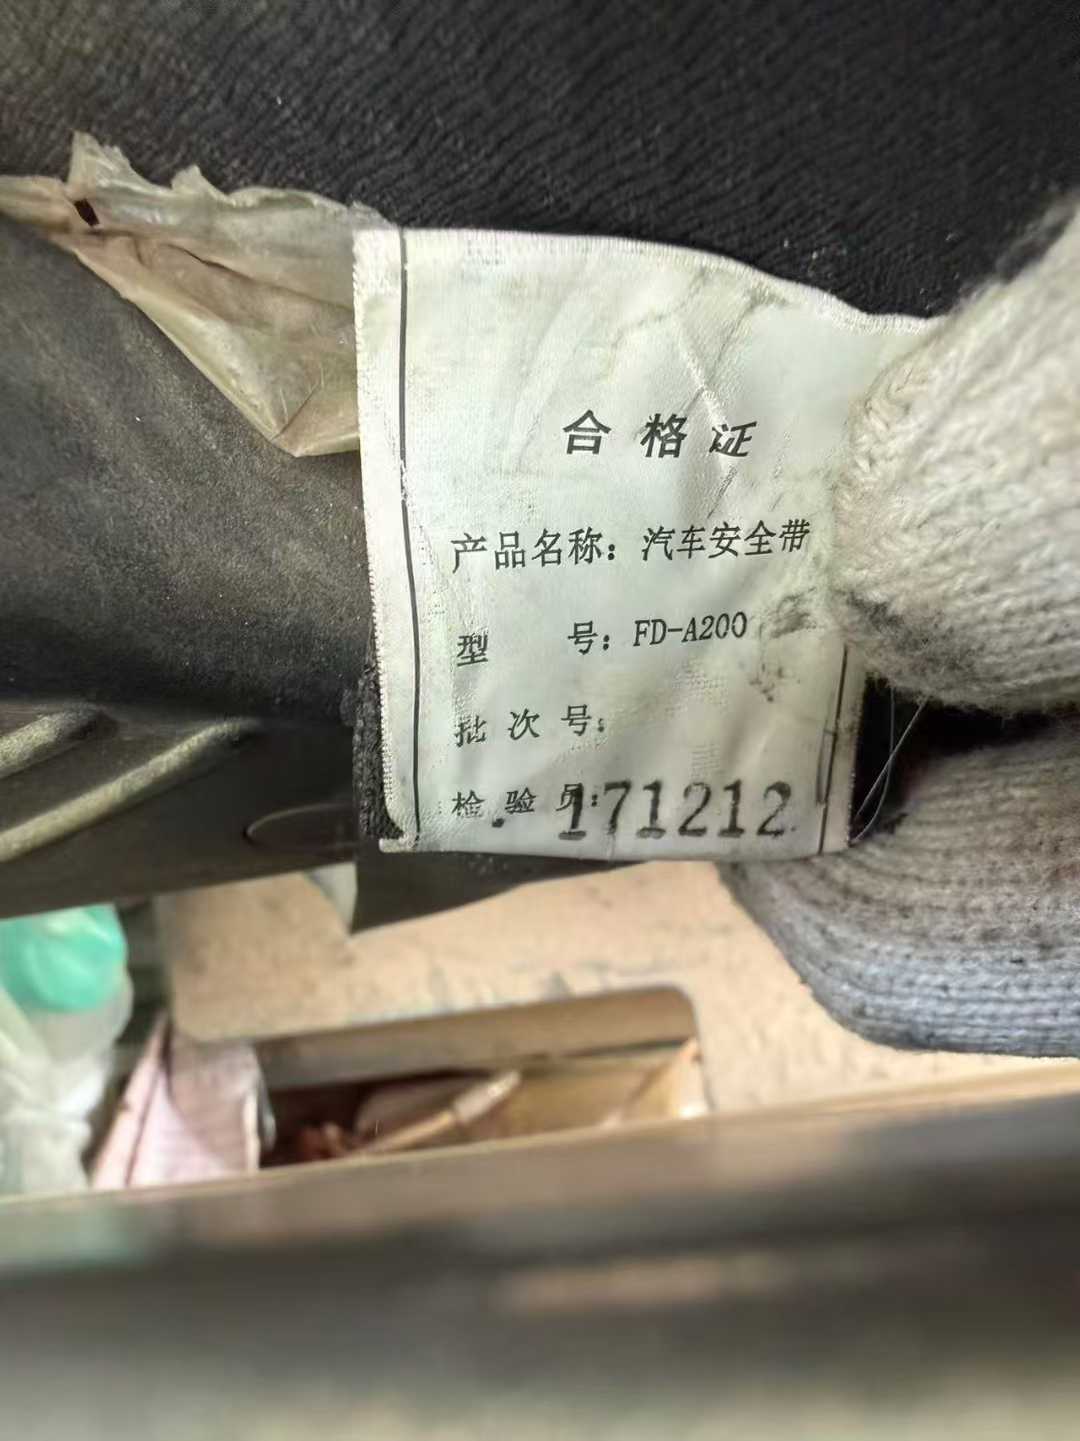 合格证
产品名称：汽车安全带
型 号：FD-A200
批次号：
检验员：171212